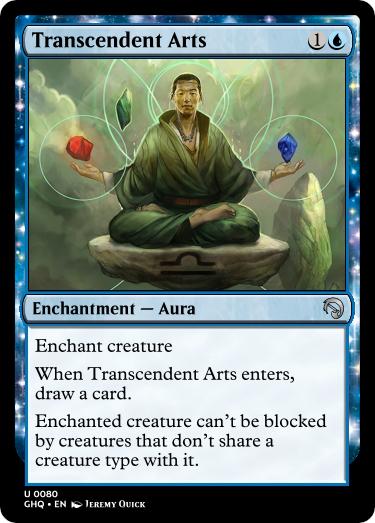 Transcendent Arts 1
Enchantment — Aura
Enchant creature
When Transcendent Arts enters,
draw a card.
Enchanted creature can't be blocked
by creatures that don't share a
creature type with it.
U 0080
GHQ • EN Jeremy Quick